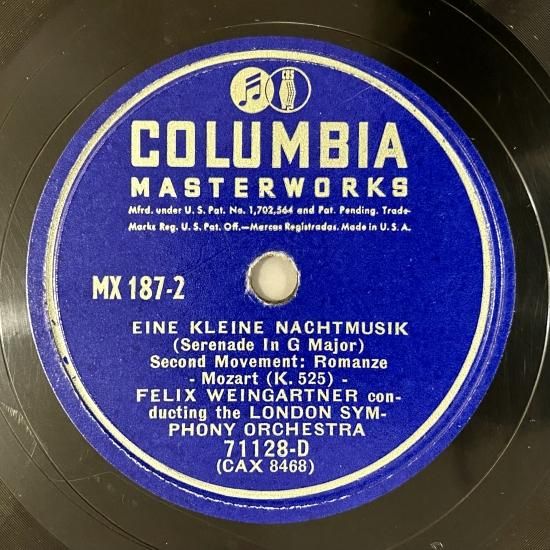 CBS
COLUMBIA
MASTERWORKS
Mfrd. under U. S. Pat. No. 1,702,564 and Pat. Pending. Trade-
Marks Reg. U. S. Pat. Off.—Marcas Registradas. Made in U. S. A.
MX 187-2
EINE KLEINE NACHTMUSIK
(Serenade In G Major)
Second Movement: Romanze
- Mozart (K. 525) -
FELIX WEINGARTNER con-
ducting the LONDON SYM-
PHONY ORCHESTRA
71128-D
(CAX 8468)